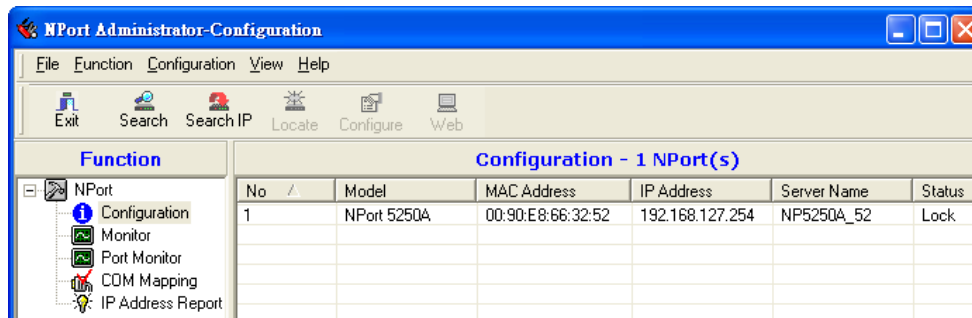 NPort Administrator-Configuration
File Function Configuration View Help
Exit Search Search IP Locate Configure Web
Function
Configuration - 1 NPort(s)
NPort
Configuration
Monitor
Port Monitor
COM Mapping
IP Address Report
No Model MAC Address IP Address Server Name Status
1 NPort 5250A 00:90:E8:66:32:52 192.168.127.254 NP5250A_52 Lock